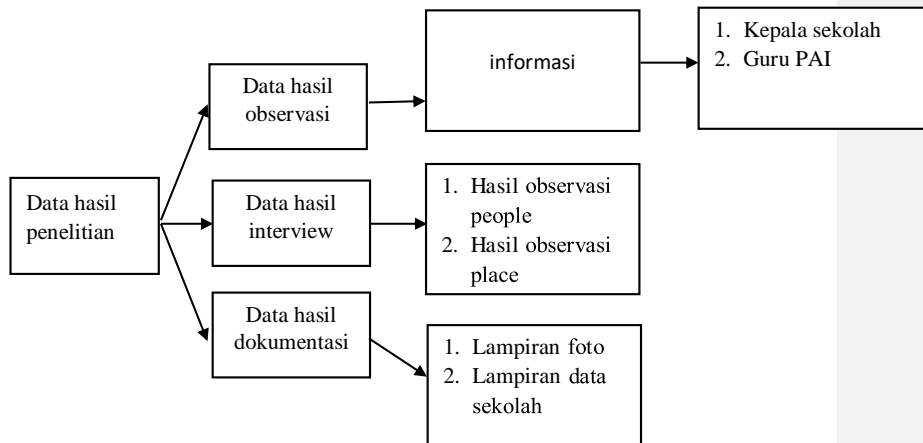 Data hasil
penelitian
Data hasil
observasi
informasi
1. Kepala sekolah
2. Guru PAI
Data hasil
interview
1. Hasil observasi
people
2. Hasil observasi
place
Data hasil
dokumentasi
1. Lampiran foto
2. Lampiran data
sekolah